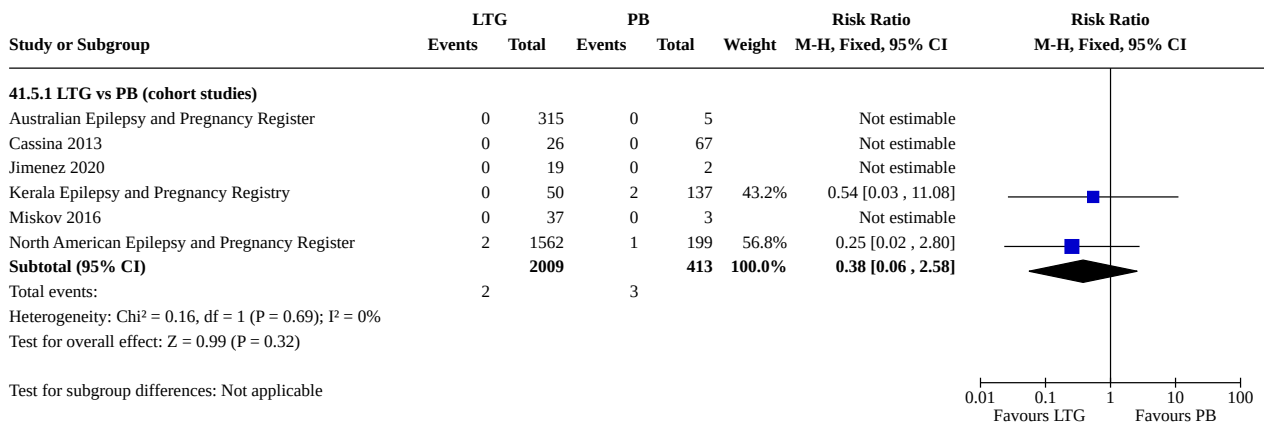 LTG PB Risk Ratio Risk Ratio
Study or Subgroup Events Total Events Total Weight M-H, Fixed, 95% CI M-H, Fixed, 95% CI
41.5.1 LTG vs PB (cohort studies)
Australian Epilepsy and Pregnancy Register 0 315 0 5 Not estimable
Cassina 2013 0 26 0 67 Not estimable
Jimenez 2020 0 19 0 2 Not estimable
Kerala Epilepsy and Pregnancy Registry 0 50 2 137 43.2% 0.54 [0.03 , 11.08]
Miskov 2016 0 37 0 3 Not estimable
North American Epilepsy and Pregnancy Register 2 1562 1 199 56.8% 0.25 [0.02 , 2.80]
Subtotal (95% CI) 2009 413 100.0% 0.38 [0.06 , 2.58]
Total events: 2 3
Heterogeneity: Chi² = 0.16, df = 1 (P = 0.69); I² = 0%
Test for overall effect: Z = 0.99 (P = 0.32)
Test for subgroup differences: Not applicable
0.01 0.1 1 10 100
Favours LTG Favours PB